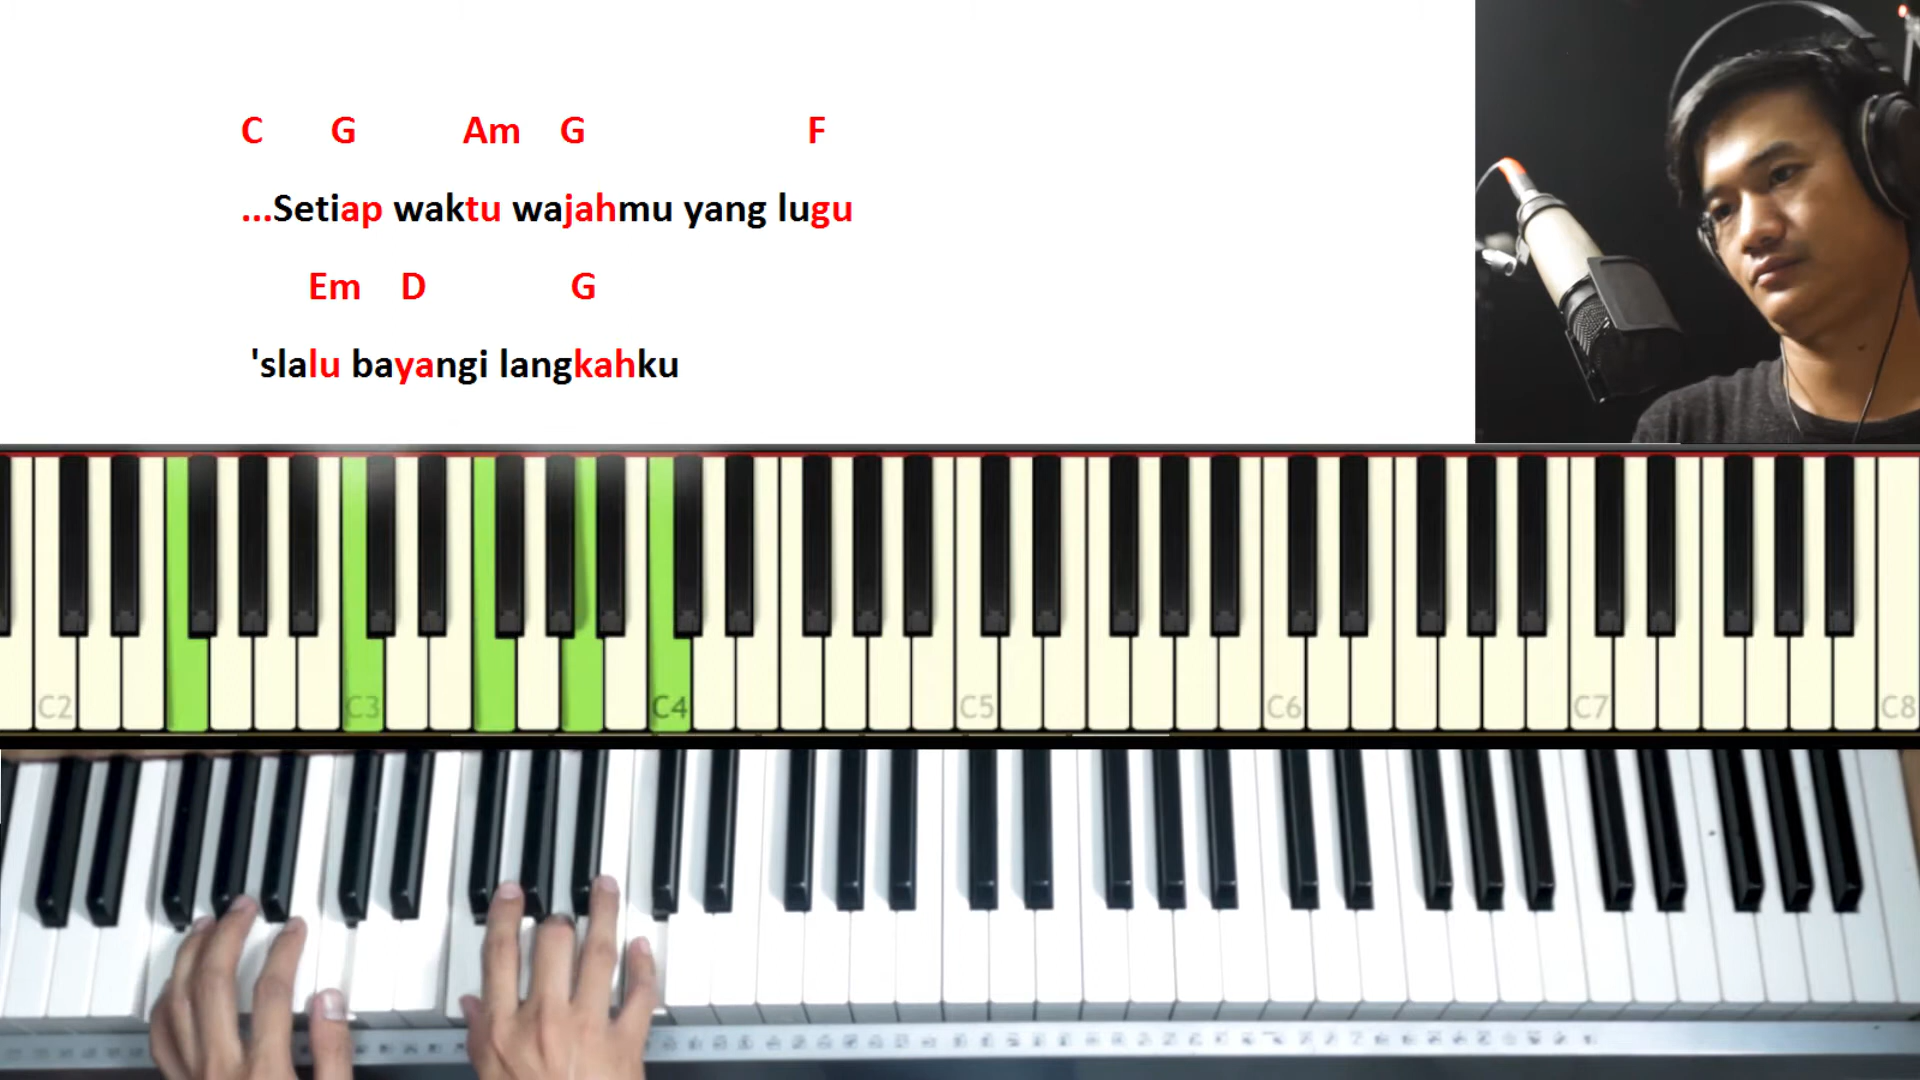 C G Am G F
...Setiap waktu wajahmu yang lugu
Em D G
'slalu bayangi langkahku
C2 C3 C4 C5 C6 C7 C8